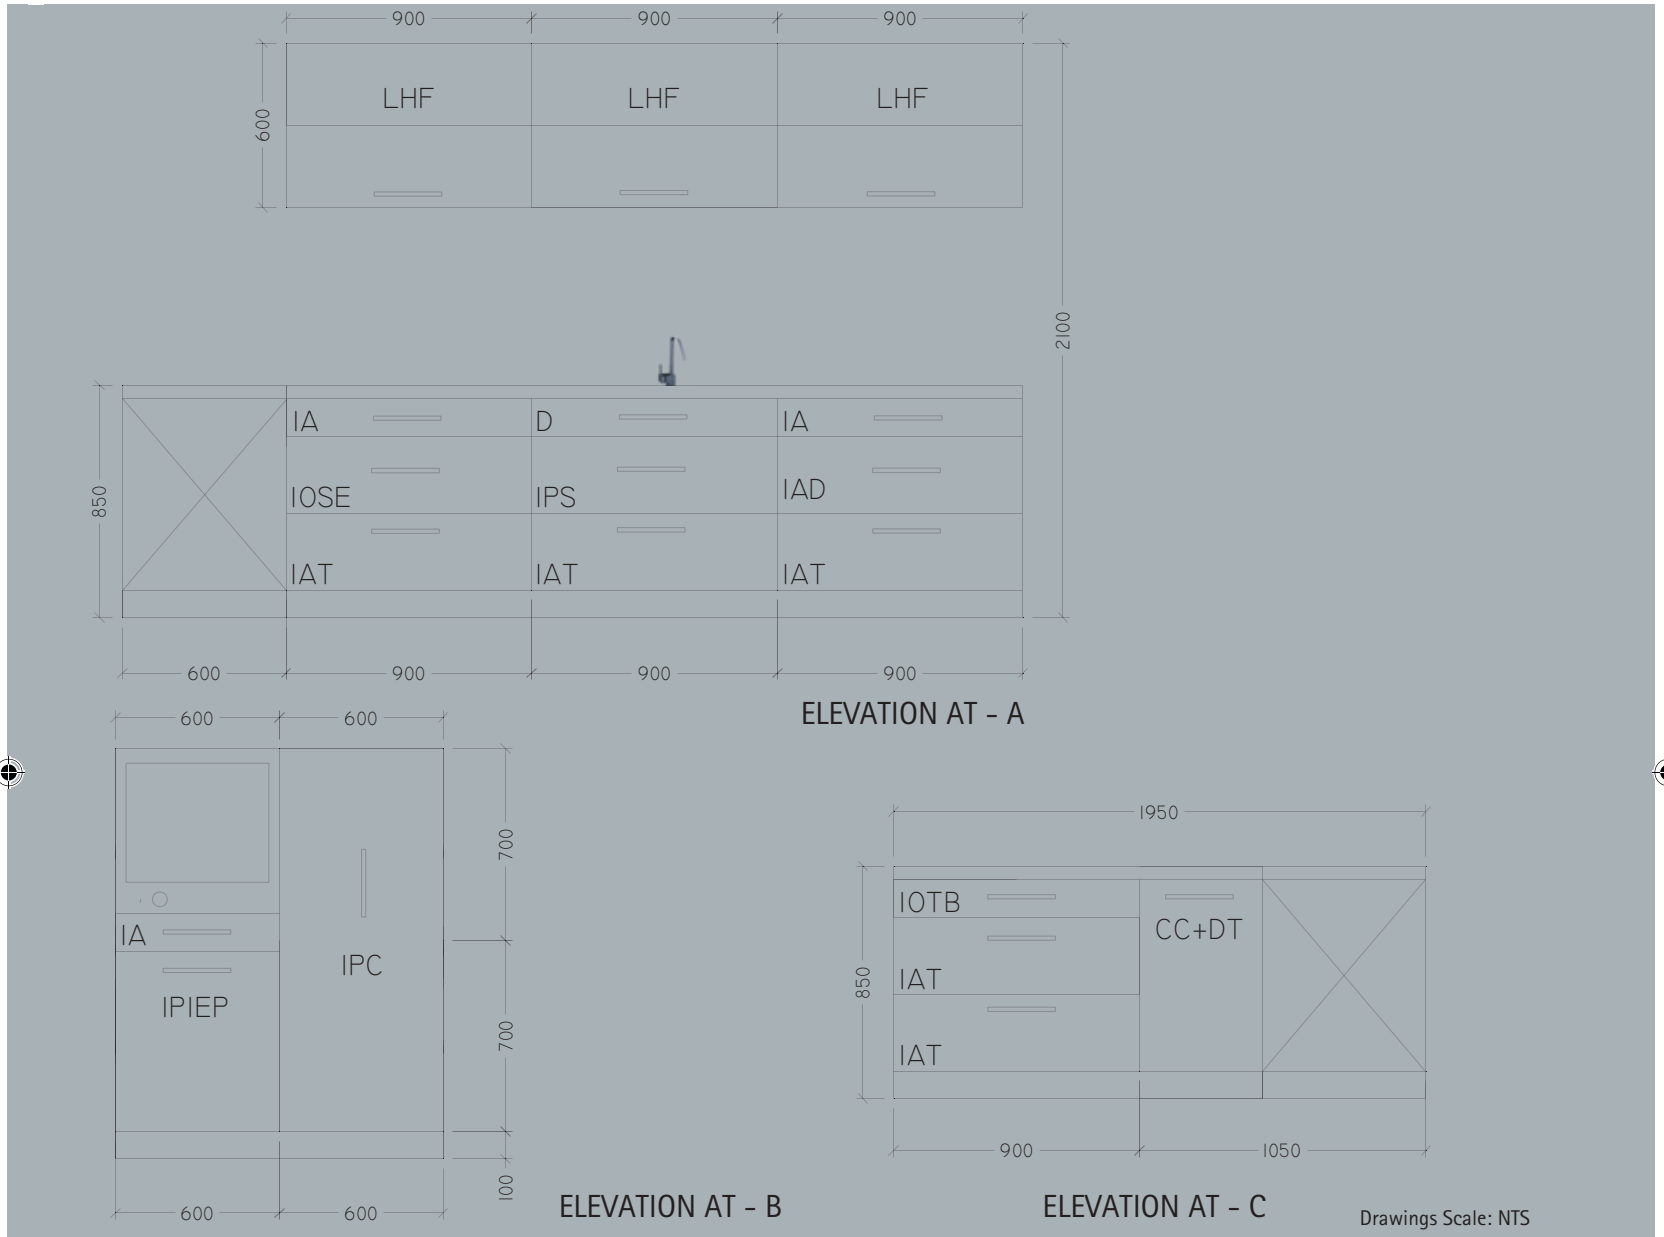 900 900 900
LHF LHF LHF
600
2100
IA D IA
IOSE IPS IAD
850
IAT IAT IAT
600 900 900 900
ELEVATION AT - A
600 600
700
IA
IPC
IPIEP
700
100
600 600
ELEVATION AT - B
1950
IOTB
CC+DT
850
IAT
IAT
900 1050
ELEVATION AT - C
Drawings Scale: NTS